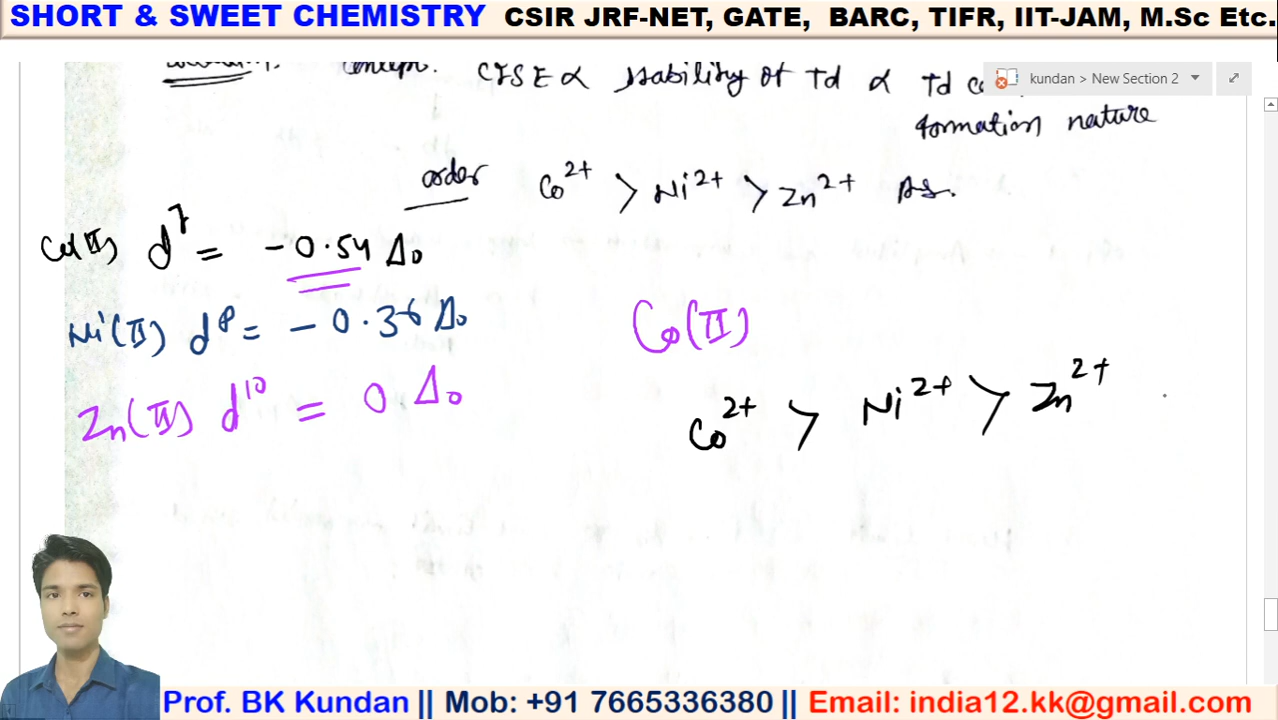 SHORT & SWEET CHEMISTRY CSIR JRF-NET, GATE, BARC, TIFR, IIT-JAM, M.Sc Etc.
concept. CFSE ∝ stability of Td ∝ Td
kundan > New Section 2
formation nature
order Co²⁺ > Ni²⁺ > Zn²⁺ As.
Co(II) d⁷ = -0.54 Δo
Ni(II) d⁸ = -0.36 Δo
Co(II)
Zn(II) d¹⁰ = 0 Δo
Co²⁺ > Ni²⁺ > Zn²⁺
Prof. BK Kundan || Mob: +91 7665336380 || Email: india12.kk@gmail.com